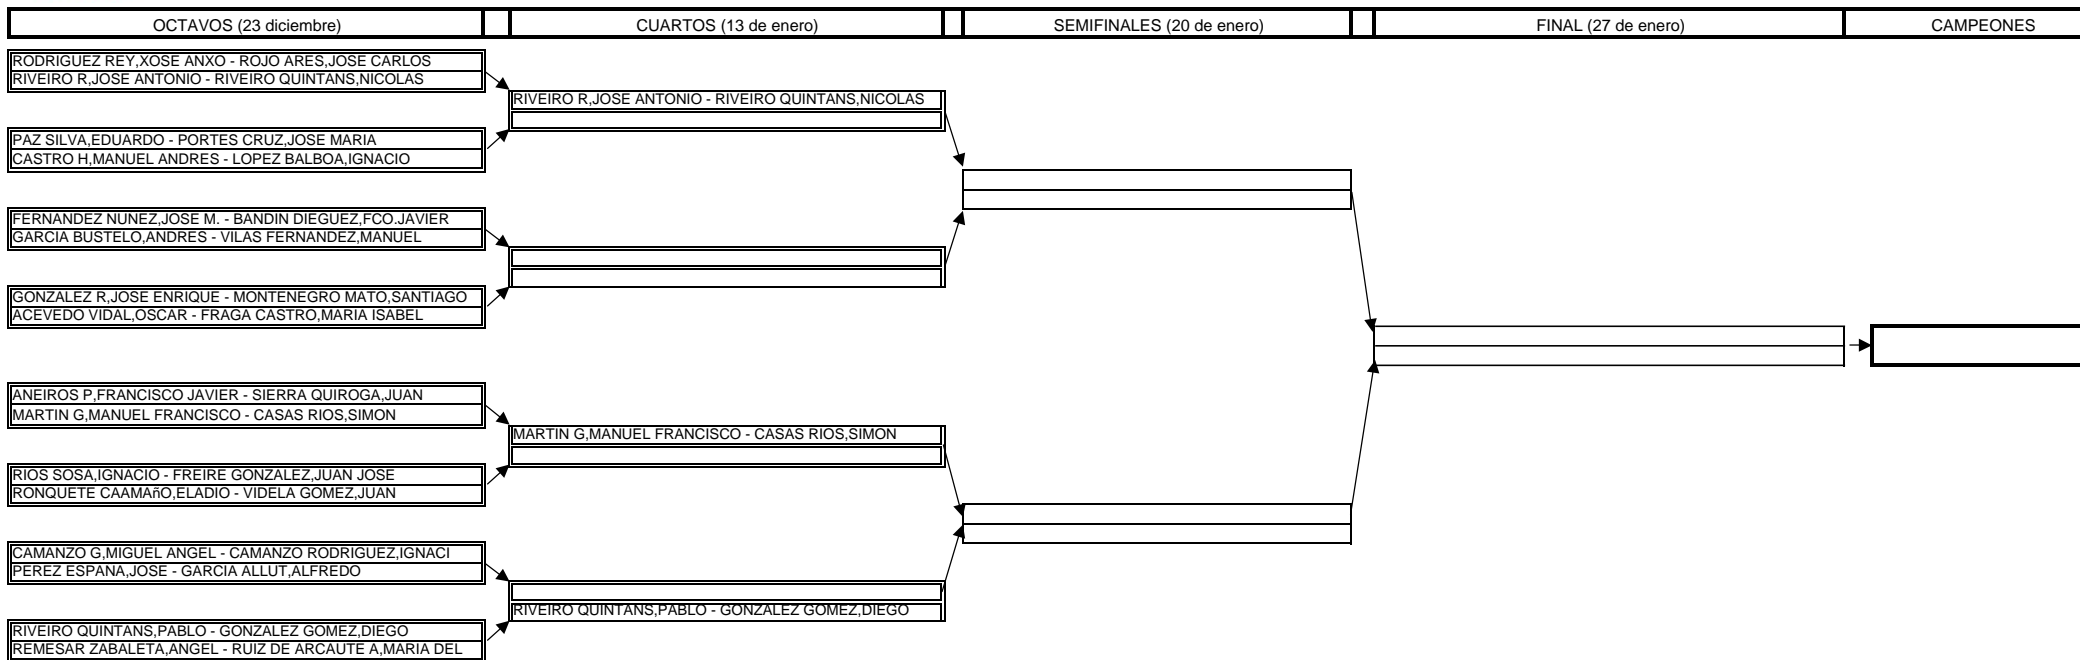 OCTAVOS (23 diciembre)
CUARTOS (13 de enero)
SEMIFINALES (20 de enero)
FINAL (27 de enero)
CAMPEONES
RODRIGUEZ REY,XOSE ANXO - ROJO ARES,JOSE CARLOS
RIVEIRO R,JOSE ANTONIO - RIVEIRO QUINTANS,NICOLAS
RIVEIRO R,JOSE ANTONIO - RIVEIRO QUINTANS,NICOLAS
PAZ SILVA,EDUARDO - PORTES CRUZ,JOSE MARIA
CASTRO H,MANUEL ANDRES - LOPEZ BALBOA,IGNACIO
FERNANDEZ NUNEZ,JOSE M. - BANDIN DIEGUEZ,FCO.JAVIER
GARCIA BUSTELO,ANDRES - VILAS FERNANDEZ,MANUEL
GONZALEZ R,JOSE ENRIQUE - MONTENEGRO MATO,SANTIAGO
ACEVEDO VIDAL,OSCAR - FRAGA CASTRO,MARIA ISABEL
ANEIROS P,FRANCISCO JAVIER - SIERRA QUIROGA,JUAN
MARTIN G,MANUEL FRANCISCO - CASAS RIOS,SIMON
MARTIN G,MANUEL FRANCISCO - CASAS RIOS,SIMON
RIOS SOSA,IGNACIO - FREIRE GONZALEZ,JUAN JOSE
RONQUETE CAAMAñO,ELADIO - VIDELA GOMEZ,JUAN
CAMANZO G,MIGUEL ANGEL - CAMANZO RODRIGUEZ,IGNACI
PEREZ ESPANA,JOSE - GARCIA ALLUT,ALFREDO
RIVEIRO QUINTANS,PABLO - GONZALEZ GOMEZ,DIEGO
RIVEIRO QUINTANS,PABLO - GONZALEZ GOMEZ,DIEGO
REMESAR ZABALETA,ANGEL - RUIZ DE ARCAUTE A,MARIA DEL